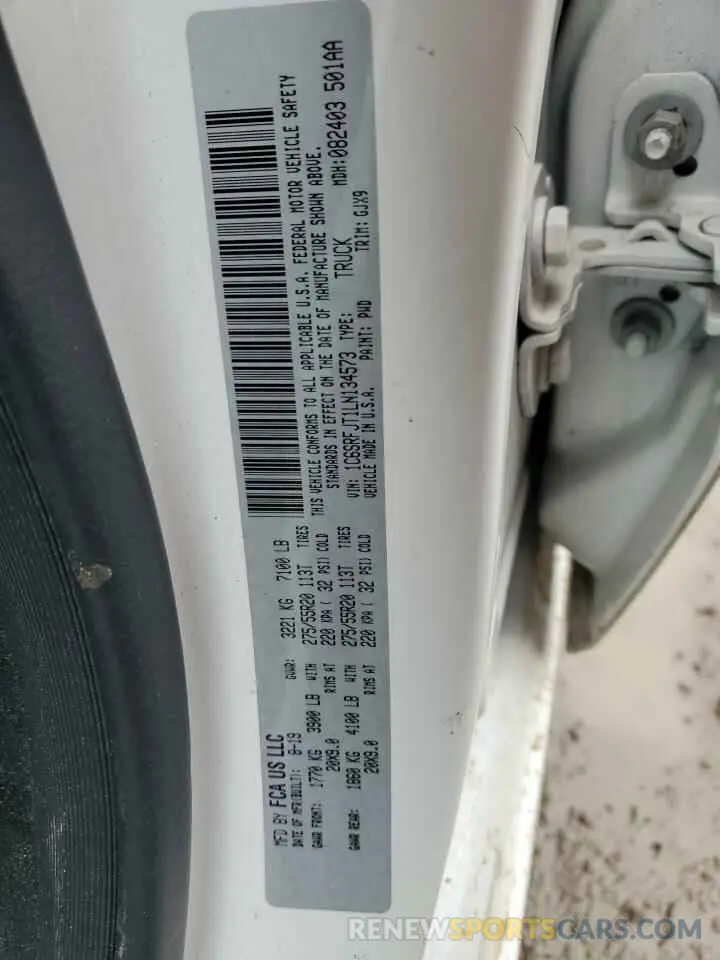 MFD BY FCA US LLC
DATE OF MFR(BUILT): 8-19
GVWR: 3221 KG 7100 LB
GAWR FRONT: 1770 KG 3900 LB WITH 275/55R20 113T TIRES
20X9.0 RIMS AT 220 KPA ( 32 PSI) COLD
GAWR REAR: 1860 KG 4100 LB WITH 275/55R20 113T TIRES
20X9.0 RIMS AT 220 KPA ( 32 PSI) COLD
THIS VEHICLE CONFORMS TO ALL APPLICABLE U.S.A. FEDERAL MOTOR VEHICLE SAFETY
STANDARDS IN EFFECT ON THE DATE OF MANUFACTURE SHOWN ABOVE.
VIN: 1C6SRFJT1LN134573 TYPE: TRUCK MDH:082403 501AA
VEHICLE MADE IN U.S.A. PAINT: PWD TRIM: GJX9
RENEWSPORTSCARS.COM